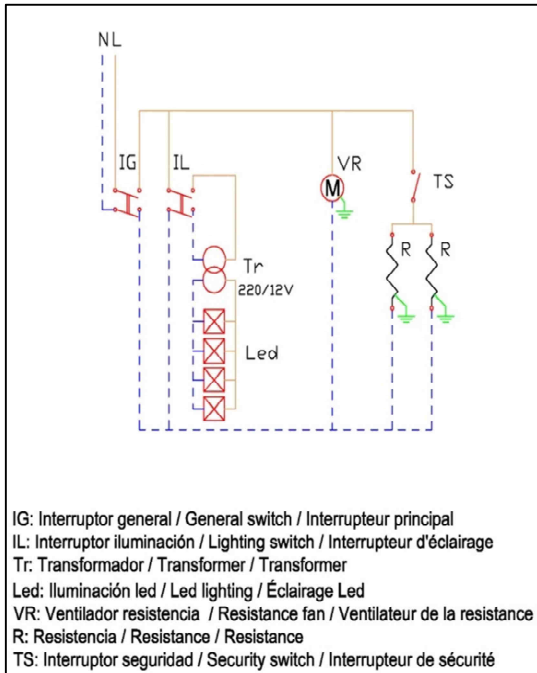 NL
IG
IL
VR
M
TS
R
R
Tr
220/12V
Led
IG: Interruptor general / General switch / Interrupteur principal
IL: Interruptor iluminación / Lighting switch / Interrupteur d'éclairage
Tr: Transformador / Transformer / Transformer
Led: Iluminación led / Led lighting / Éclairage Led
VR: Ventilador resistencia / Resistance fan / Ventilateur de la resistance
R: Resistencia / Resistance / Resistance
TS: Interruptor seguridad / Security switch / Interrupteur de sécurité